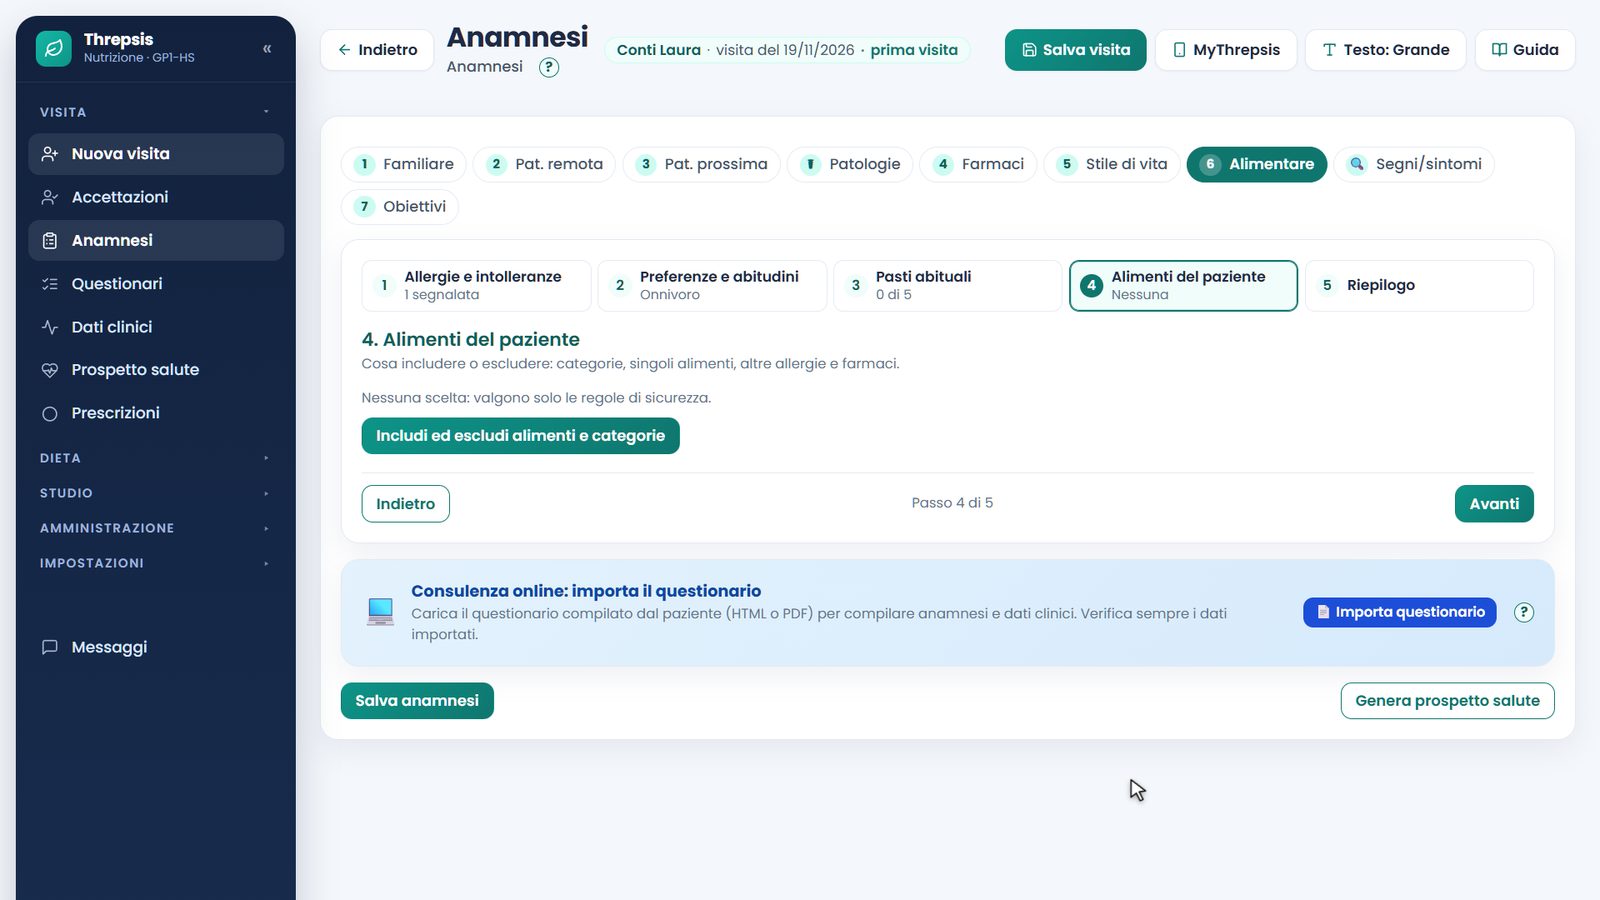 Threpsis
Nutrizione · GP1-HS
«
VISITA
Nuova visita
Accettazioni
Anamnesi
Questionari
Dati clinici
Prospetto salute
Prescrizioni
DIETA
STUDIO
AMMINISTRAZIONE
IMPOSTAZIONI
Messaggi
Indietro
Anamnesi
Anamnesi ?
Conti Laura · visita del 19/11/2026 · prima visita
Salva visita
MyThrepsis
Testo: Grande
Guida
1 Familiare
2 Pat. remota
3 Pat. prossima
Patologie
4 Farmaci
5 Stile di vita
6 Alimentare
Segni/sintomi
7 Obiettivi
1 Allergie e intolleranze
1 segnalata
2 Preferenze e abitudini
Onnivoro
3 Pasti abituali
0 di 5
4 Alimenti del paziente
Nessuna
5 Riepilogo
4. Alimenti del paziente
Cosa includere o escludere: categorie, singoli alimenti, altre allergie e farmaci.
Nessuna scelta: valgono solo le regole di sicurezza.
Includi ed escludi alimenti e categorie
Indietro
Passo 4 di 5
Avanti
Consulenza online: importa il questionario
Carica il questionario compilato dal paziente (HTML o PDF) per compilare anamnesi e dati clinici. Verifica sempre i dati
importati.
Importa questionario
?
Salva anamnesi
Genera prospetto salute